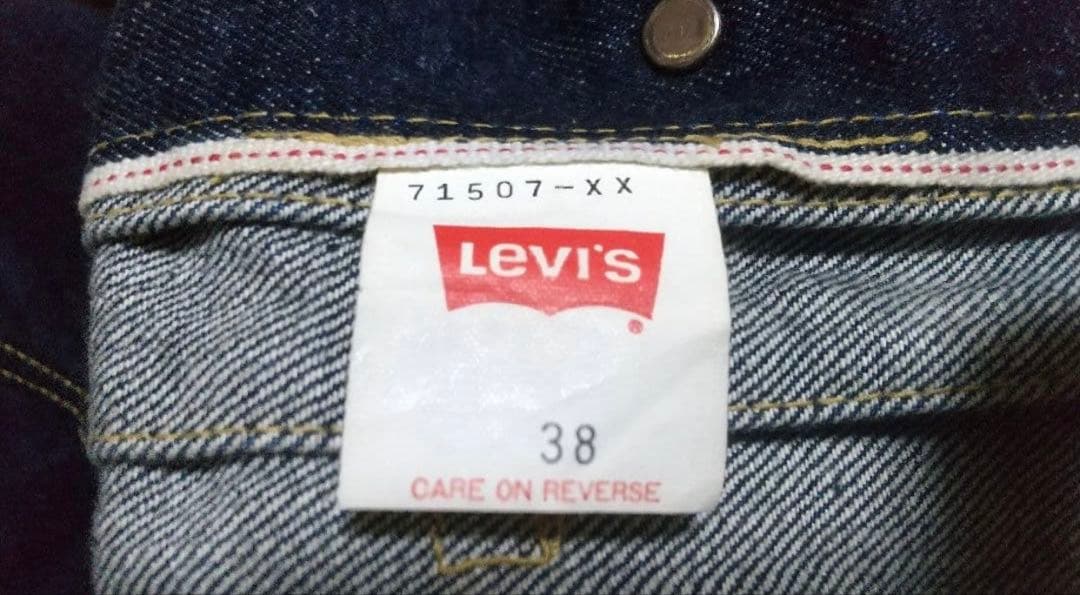 71507-XX
Levi's
®
38
CARE ON REVERSE